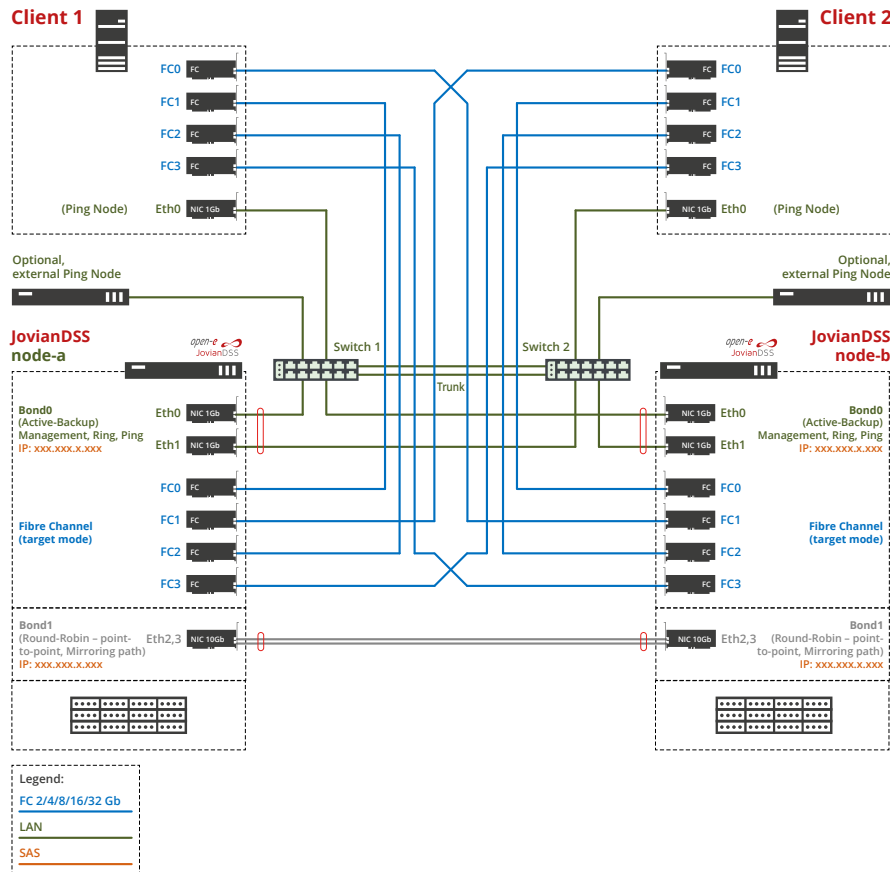 Client 1
Client 2
FC0 FC
FC1 FC
FC2 FC
FC3 FC
(Ping Node) Eth0 NIC 1Gb
FC FC0
FC FC1
FC FC2
FC FC3
NIC 1Gb Eth0 (Ping Node)
Optional,
external Ping Node
Optional,
external Ping Node
JovianDSS
node-a
open-e
JovianDSS
Switch 1
Switch 2
Trunk
open-e
JovianDSS
JovianDSS
node-b
Bond0
(Active-Backup)
Management, Ring, Ping
IP: xxx.xxx.x.xxx
Eth0 NIC 1Gb
Eth1 NIC 1Gb
FC0 FC
FC1 FC
FC2 FC
FC3 FC
Fibre Channel
(target mode)
NIC 1Gb Eth0
NIC 1Gb Eth1
Bond0
(Active-Backup)
Management, Ring, Ping
IP: xxx.xxx.x.xxx
FC FC0
FC FC1
FC FC2
FC FC3
Fibre Channel
(target mode)
Bond1
(Round-Robin – point-
to-point, Mirroring path)
IP: xxx.xxx.x.xxx
Eth2,3 NIC 10Gb
NIC 10Gb Eth2,3
Bond1
(Round-Robin – point-
to-point, Mirroring path)
IP: xxx.xxx.x.xxx
Legend:
FC 2/4/8/16/32 Gb
LAN
SAS